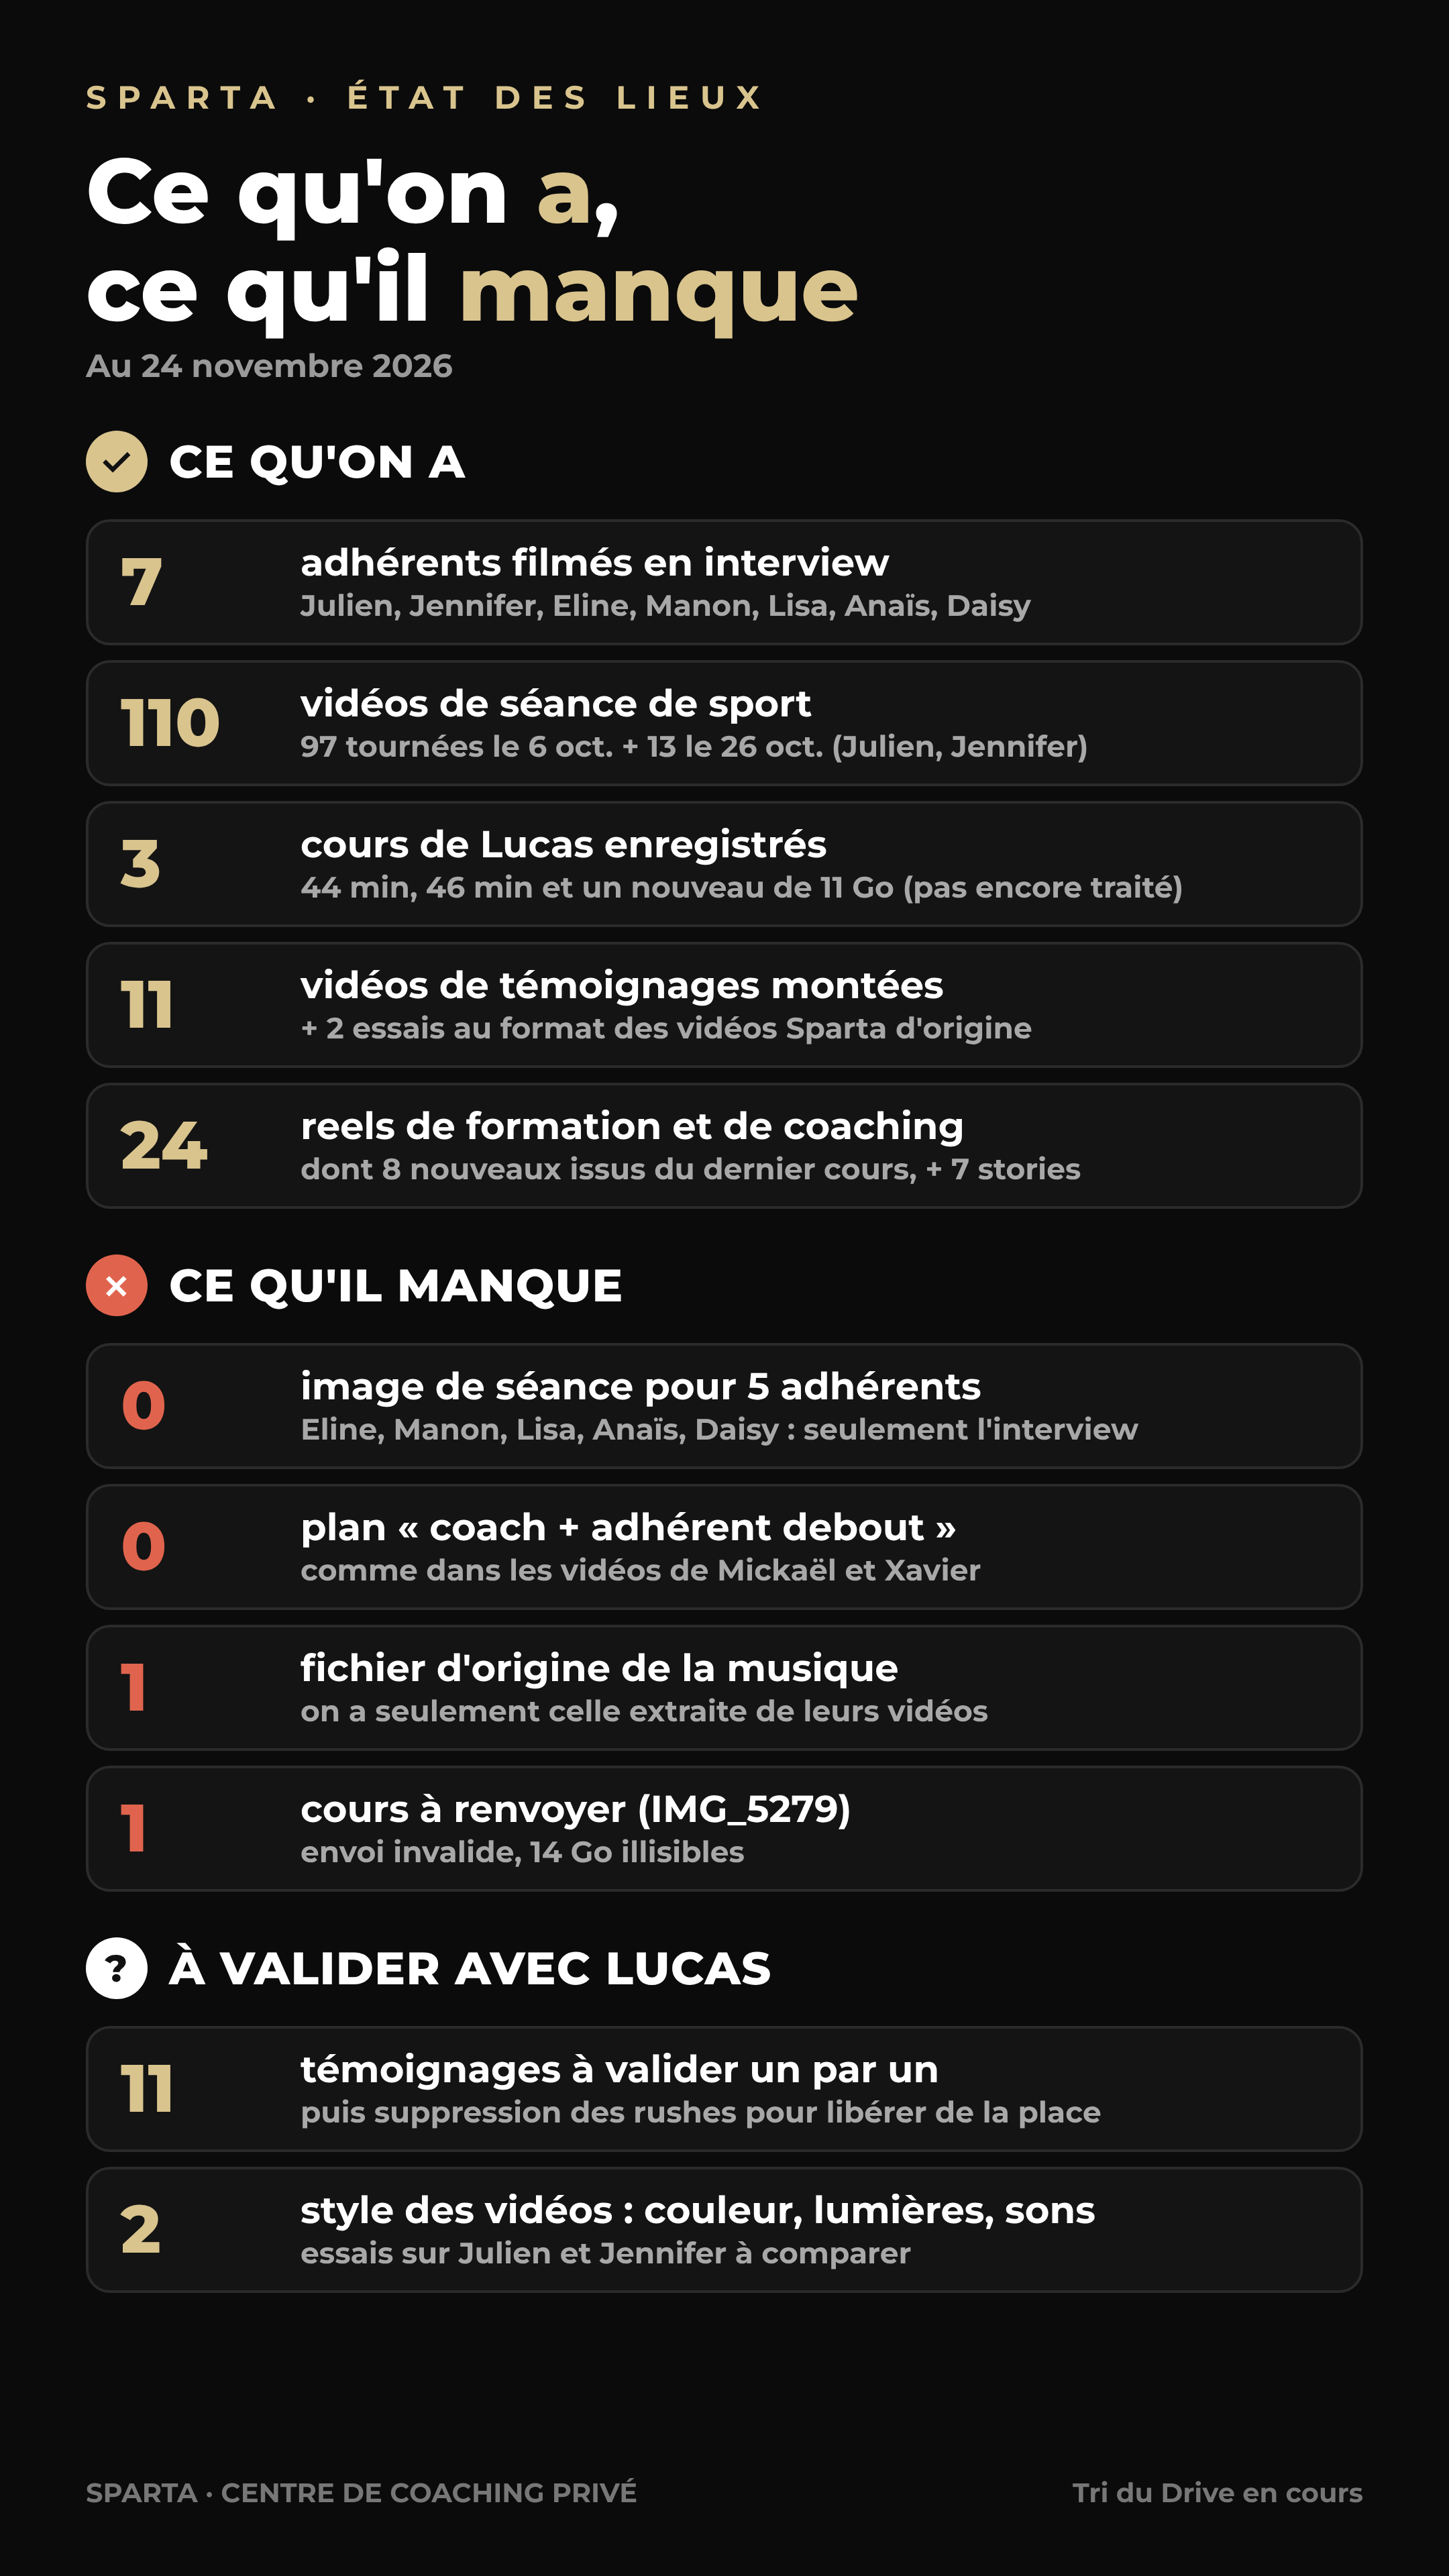 SPARTA · ÉTAT DES LIEUX
Ce qu'on a,
ce qu'il manque
Au 24 novembre 2026
CE QU'ON A
7
adhérents filmés en interview
Julien, Jennifer, Eline, Manon, Lisa, Anaïs, Daisy
110
vidéos de séance de sport
97 tournées le 6 oct. + 13 le 26 oct. (Julien, Jennifer)
3
cours de Lucas enregistrés
44 min, 46 min et un nouveau de 11 Go (pas encore traité)
11
vidéos de témoignages montées
+ 2 essais au format des vidéos Sparta d'origine
24
reels de formation et de coaching
dont 8 nouveaux issus du dernier cours, + 7 stories
CE QU'IL MANQUE
0
image de séance pour 5 adhérents
Eline, Manon, Lisa, Anaïs, Daisy : seulement l'interview
0
plan « coach + adhérent debout »
comme dans les vidéos de Mickaël et Xavier
1
fichier d'origine de la musique
on a seulement celle extraite de leurs vidéos
1
cours à renvoyer (IMG_5279)
envoi invalide, 14 Go illisibles
? À VALIDER AVEC LUCAS
11
témoignages à valider un par un
puis suppression des rushes pour libérer de la place
2
style des vidéos : couleur, lumières, sons
essais sur Julien et Jennifer à comparer
SPARTA · CENTRE DE COACHING PRIVÉ
Tri du Drive en cours